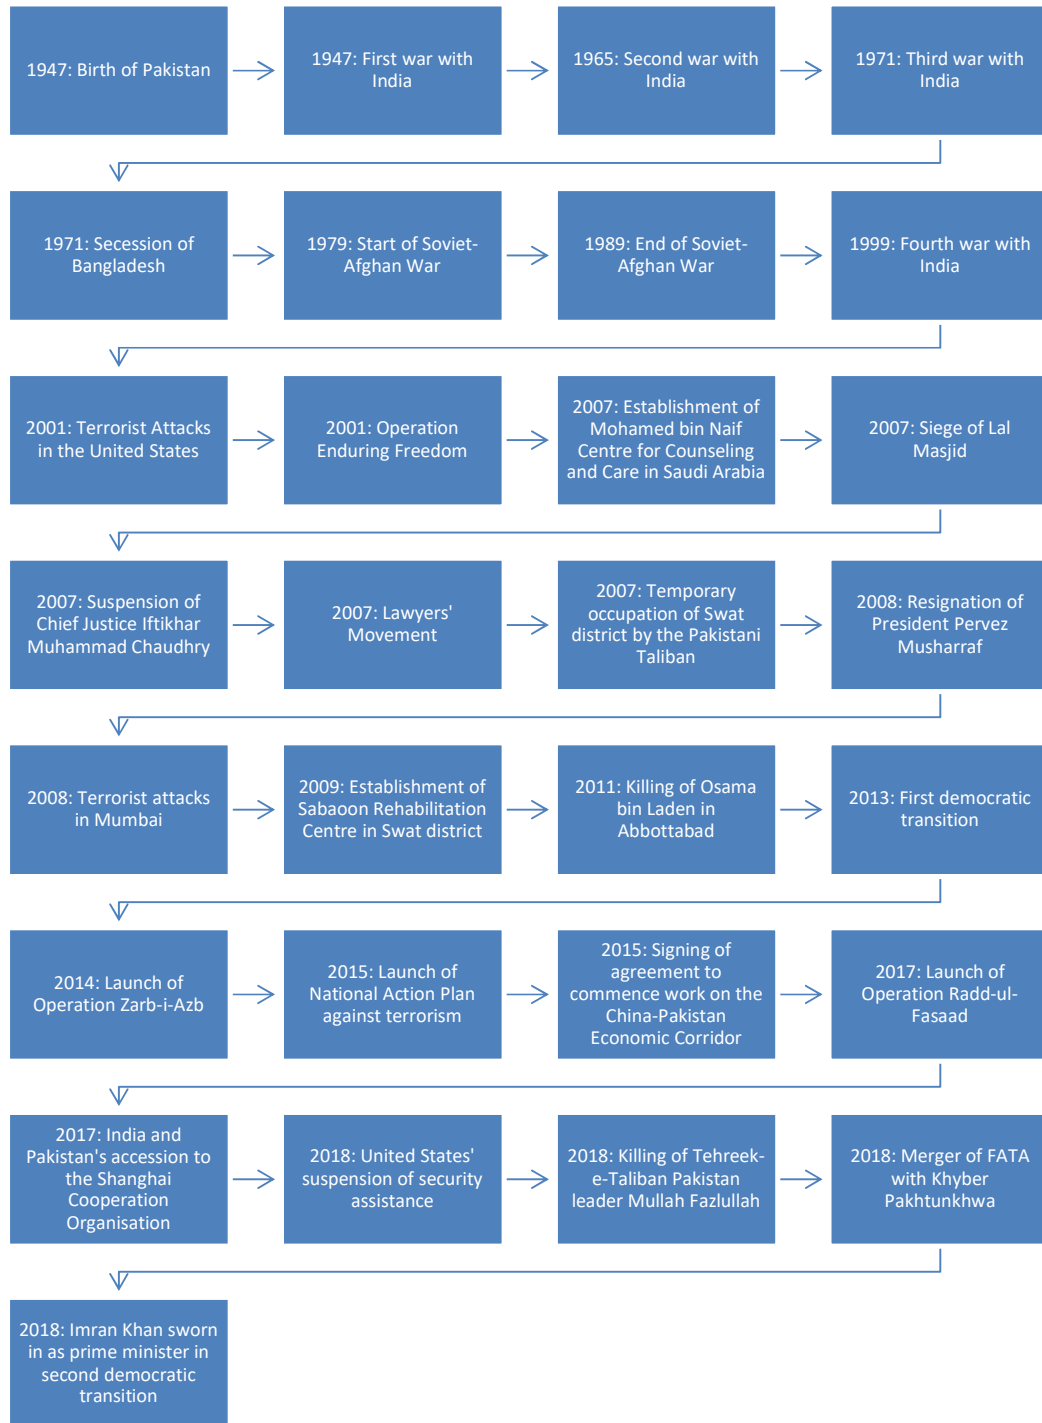 1947: Birth of Pakistan
1947: First war with
India
1965: Second war with
India
1971: Third war with
India
1971: Secession of
Bangladesh
1979: Start of Soviet-
Afghan War
1989: End of Soviet-
Afghan War
1999: Fourth war with
India
2001: Terrorist Attacks
in the United States
2001: Operation
Enduring Freedom
2007: Establishment of
Mohamed bin Naif
Centre for Counseling
and Care in Saudi Arabia
2007: Siege of Lal
Masjid
2007: Suspension of
Chief Justice Iftikhar
Muhammad Chaudhry
2007: Lawyers'
Movement
2007: Temporary
occupation of Swat
district by the Pakistani
Taliban
2008: Resignation of
President Pervez
Musharraf
2008: Terrorist attacks
in Mumbai
2009: Establishment of
Sabaoon Rehabilitation
Centre in Swat district
2011: Killing of Osama
bin Laden in
Abbottabad
2013: First democratic
transition
2014: Launch of
Operation Zarb-i-Azb
2015: Launch of
National Action Plan
against terrorism
2015: Signing of
agreement to
commence work on the
China-Pakistan
Economic Corridor
2017: Launch of
Operation Radd-ul-
Fasaad
2017: India and
Pakistan's accession to
the Shanghai
Cooperation
Organisation
2018: United States'
suspension of security
assistance
2018: Killing of Tehreek-
e-Taliban Pakistan
leader Mullah Fazlullah
2018: Merger of FATA
with Khyber
Pakhtunkhwa
2018: Imran Khan sworn
in as prime minister in
second democratic
transition